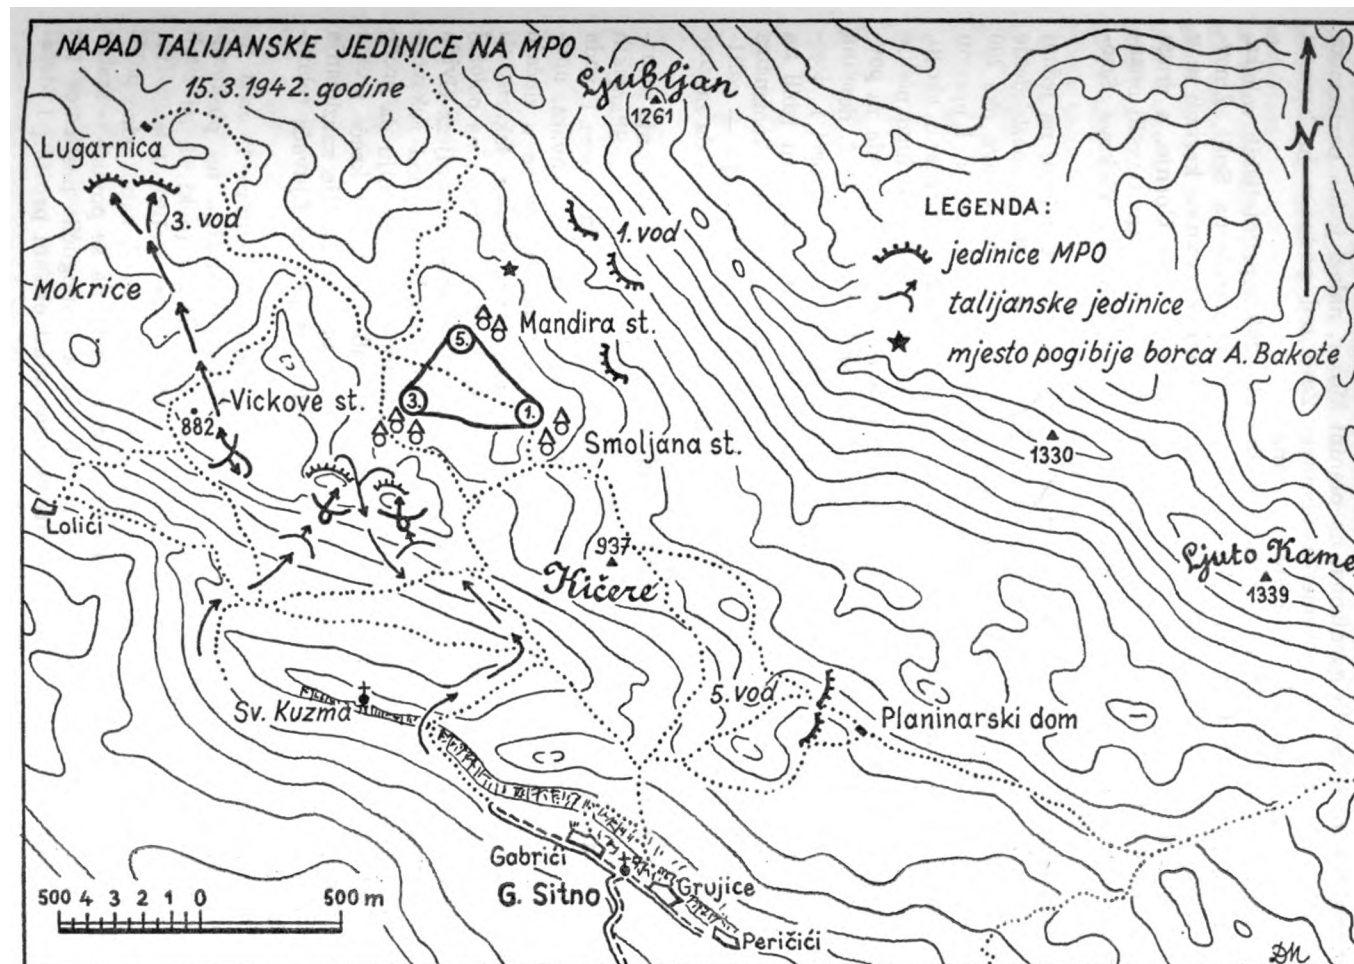 NAPAD TALIJANSKE JEDINICE NA MPO
15.3.1942. godine
Ljubljan
1261
N
Lugarnica
3. vod
1. vod
LEGENDA:
jedinice MPO
talijanske jedinice
mjesto pogibije borca A. Bakote
Mokrice
Mandira st.
5.
3.
1.
Vickove st.
882
Smoljana st.
1330
Lolići
937
Kičere
Ljuto Kame
1339
5. vod
Sv. Kuzma
Planinarski dom
Gabrići
G. Sitno
Grujice
Peričići
500 4 3 2 1 0 500 m
DM